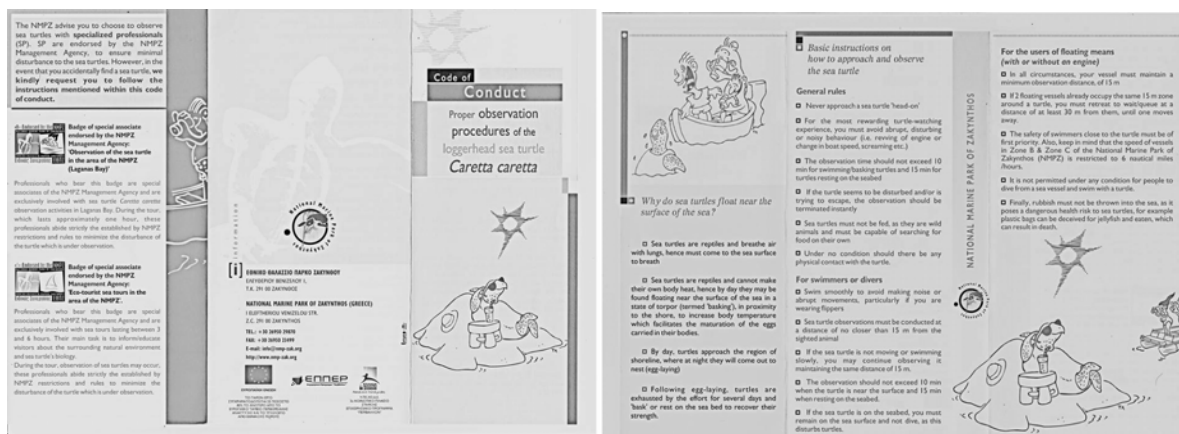 The NMPZ advise you to choose to observe
sea turtles with specialized professionals
(SP). SP are endorsed by the NMPZ
Management Agency, to ensure minimal
disturbance to the sea turtles. However, in the
event that you accidentally find a sea turtle, we
kindly request you to follow the
instructions mentioned within this code
of conduct.
Badge of special associate
endorsed by the NMPZ
Management Agency:
'Observation of the sea turtle
in the area of the NMPZ
(Laganas Bay)'
Professionals who bear this badge are special
associates of the NMPZ Management Agency and are
exclusively involved with sea turtle Caretta caretta
observation activities in Laganas Bay. During the tour,
which lasts approximately one hour, these
professionals abide strictly the established by NMPZ
restrictions and rules to minimize the disturbance of
the turtle which is under observation.
Badge of special associate
endorsed by the NMPZ
Management Agency:
'Eco-tourist sea tours in the
area of the NMPZ'.
Professionals who bear this badge are special
associates of the NMPZ Management Agency and are
exclusively involved with sea tours lasting between 3
and 6 hours. Their main task is to inform/educate
visitors about the surrounding natural environment
and sea turtle's biology.
During the tour, observation of sea turtles may occur,
these professionals abide strictly the established by
NMPZ restrictions and rules to minimize the
disturbance of the turtle which is under observation.
information
National Marine
Park of Zakynthos
ΕΘΝΙΚΟ ΘΑΛΑΣΣΙΟ ΠΑΡΚΟ ΖΑΚΥΝΘΟΥ
ΕΛΕΥΘΕΡΙΟΥ ΒΕΝΙΖΕΛΟΥ 1,
Τ.Κ. 291 00 ΖΑΚΥΝΘΟΣ
NATIONAL MARINE PARK OF ZAKYNTHOS (GREECE)
1 ELEFTHERIOU VENIZELOU STR.
Z.C. 291 00 ZAKYNTHOS
TEL.: +30 26950 29870
FAX: +30 26950 23499
E-mail: info@nmp-zak.org
http://www.nmp-zak.org
Code of
Conduct
Proper observation
procedures of the
loggerhead sea turtle
Caretta caretta
Why do sea turtles float near the
surface of the sea?
Sea turtles are reptiles and breathe air
with lungs, hence must come to the sea surface
to breath
Sea turtles are reptiles and cannot make
their own body heat, hence by day they may be
found floating near the surface of the sea in a
state of torpor (termed 'basking'), in proximity
to the shore, to increase body temperature
which facilitates the maturation of the eggs
carried in their bodies.
By day, turtles approach the region of
shoreline, where at night they will come out to
nest (egg-laying)
Following egg-laying, turtles are
exhausted by the effort for several days and
'bask' or rest on the sea bed to recover their
strength.
Basic instructions on
how to approach and observe
the sea turtle
General rules
Never approach a sea turtle 'head-on'
For the most rewarding turtle-watching
experience, you must avoid abrupt, disturbing
or noisy behaviour (i.e. revving of engine or
change in boat speed, screaming etc.)
The observation time should not exceed 10
min for swimming/basking turtles and 15 min for
turtles resting on the seabed
If the turtle seems to be disturbed and/or is
trying to escape, the observation should be
terminated instantly
Sea turtles must not be fed, as they are wild
animals and must be capable of searching for
food on their own
Under no condition should there be any
physical contact with the turtle.
For swimmers or divers
Swim smoothly to avoid making noise or
abrupt movements, particularly if you are
wearing flippers
Sea turtle observations must be conducted at
a distance of no closer than 15 m from the
sighted animal
If the sea turtle is not moving or swimming
slowly, you may continue observing it
maintaining the same distance of 15 m.
The observation should not exceed 10 min
when the turtle is near the surface and 15 min
when resting on the seabed.
If the sea turtle is on the seabed, you must
remain on the sea surface and not dive, as this
disturbs turtles.
NATIONAL MARINE PARK OF ZAKYNTHOS
For the users of floating means
(with or without an engine)
In all circumstances, your vessel must maintain a
minimum observation distance, of 15 m
If 2 floating vessels already occupy the same 15 m zone
around a turtle, you must retreat to wait/queue at a
distance of at least 30 m from them, until one moves
away.
The safety of swimmers close to the turtle must be of
first priority. Also, keep in mind that the speed of vessels
in Zone B & Zone C of the National Marine Park of
Zakynthos (NMPZ) is restricted to 6 nautical miles
/hours.
It is not permitted under any condition for people to
dive from a sea vessel and swim with a turtle.
Finally, rubbish must not be thrown into the sea, as it
poses a dangerous health risk to sea turtles, for example
plastic bags can be deceived for jellyfish and eaten, which
can result in death.